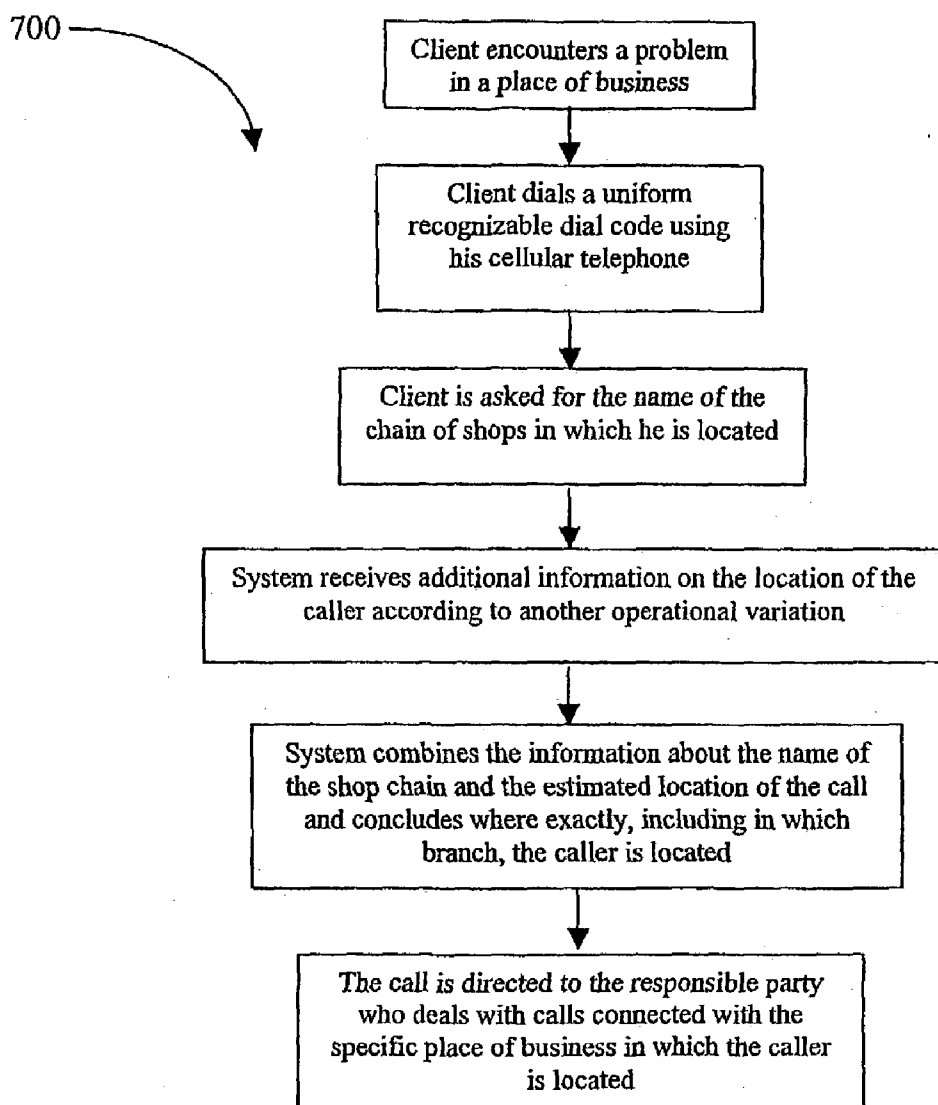 700
Client encounters a problem
in a place of business
Client dials a uniform
recognizable dial code using
his cellular telephone
Client is asked for the name of the
chain of shops in which he is located
System receives additional information on the location of the
caller according to another operational variation
System combines the information about the name of
the shop chain and the estimated location of the call
and concludes where exactly, including in which
branch, the caller is located
The call is directed to the responsible party
who deals with calls connected with the
specific place of business in which the caller
is located